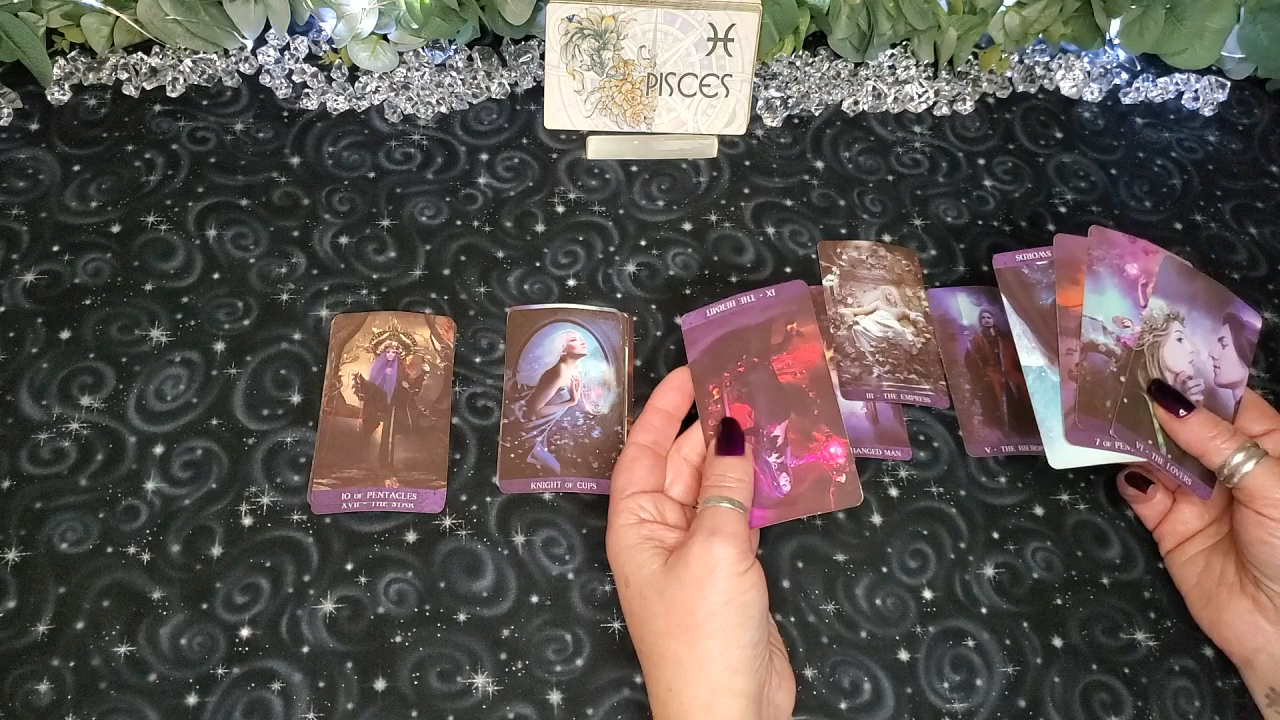 ♓
PISCES
10 OF PENTACLES
XVII - THE STAR
KNIGHT OF CUPS
IX - THE HERMIT
III - THE EMPRESS
HANGED MAN
V - THE HIEROP
SWORDS
7 OF PEN
VI - THE LOVERS